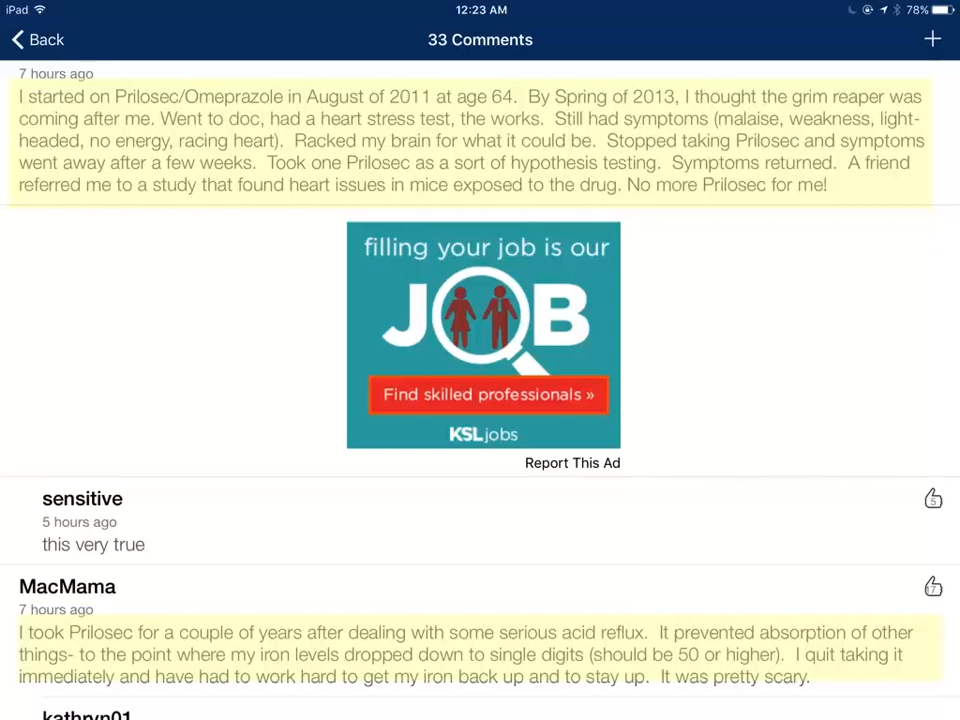 iPad 12:23 AM 78%
Back 33 Comments +
7 hours ago
I started on Prilosec/Omeprazole in August of 2011 at age 64. By Spring of 2013, I thought the grim reaper was
coming after me. Went to doc, had a heart stress test, the works. Still had symptoms (malaise, weakness, light-
headed, no energy, racing heart). Racked my brain for what it could be. Stopped taking Prilosec and symptoms
went away after a few weeks. Took one Prilosec as a sort of hypothesis testing. Symptoms returned. A friend
referred me to a study that found heart issues in mice exposed to the drug. No more Prilosec for me!
filling your job is our
JOB
Find skilled professionals »
KSL jobs
Report This Ad
sensitive
5
5 hours ago
this very true
MacMama
17
7 hours ago
I took Prilosec for a couple of years after dealing with some serious acid reflux. It prevented absorption of other
things- to the point where my iron levels dropped down to single digits (should be 50 or higher). I quit taking it
immediately and have had to work hard to get my iron back up and to stay up. It was pretty scary.
kathryn01